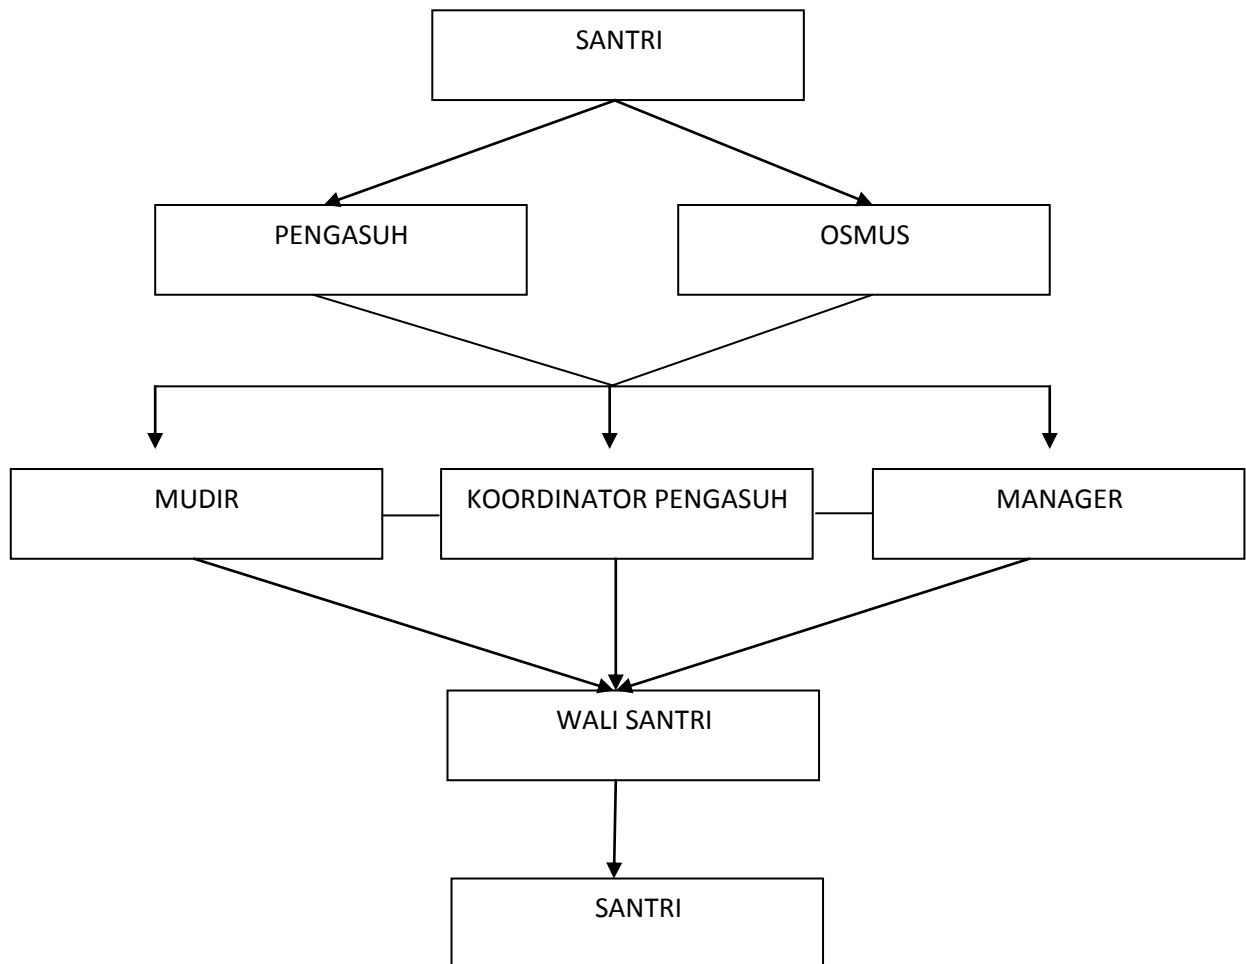 SANTRI
PENGASUH
OSMUS
MUDIR
KOORDINATOR PENGASUH
MANAGER
WALI SANTRI
SANTRI